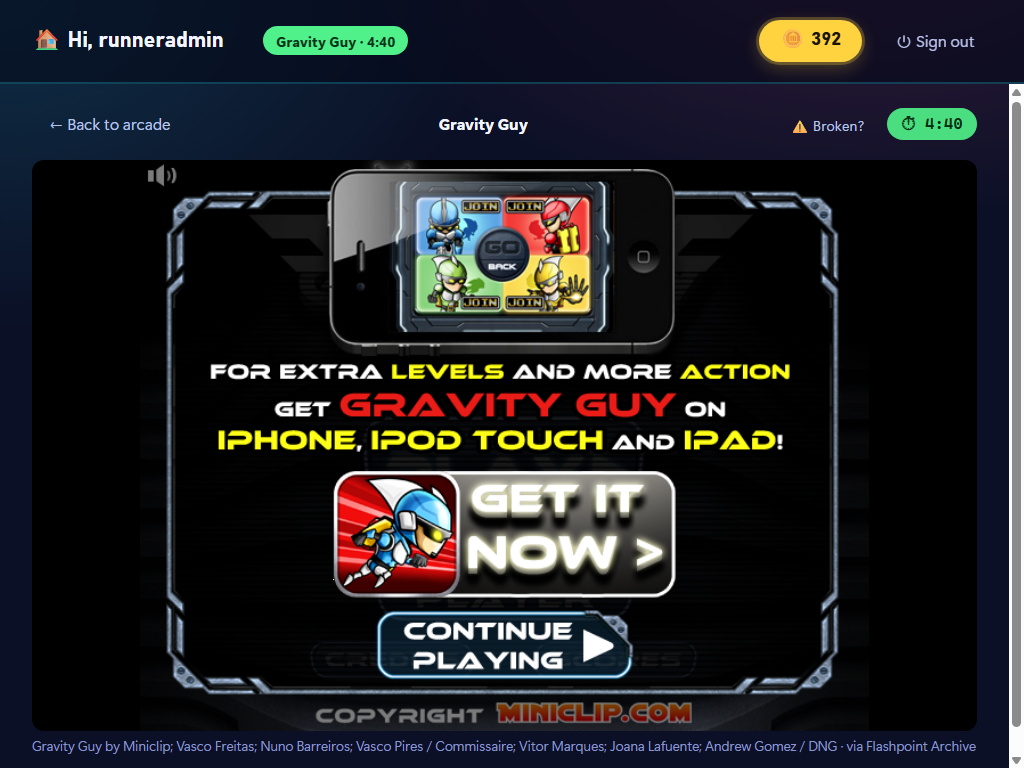 Hi, runneradmin
Gravity Guy · 4:40
392
Sign out
← Back to arcade
Gravity Guy
Broken?
4:40
JOIN JOIN
GO
BACK
JOIN JOIN
FOR EXTRA LEVELS AND MORE ACTION
GET GRAVITY GUY ON
IPHONE, IPOD TOUCH AND IPAD!
GET IT
NOW >
CONTINUE
PLAYING
COPYRIGHT MINICLIP.COM
Gravity Guy by Miniclip; Vasco Freitas; Nuno Barreiros; Vasco Pires / Commissaire; Vitor Marques; Joana Lafuente; Andrew Gomez / DNG · via Flashpoint Archive